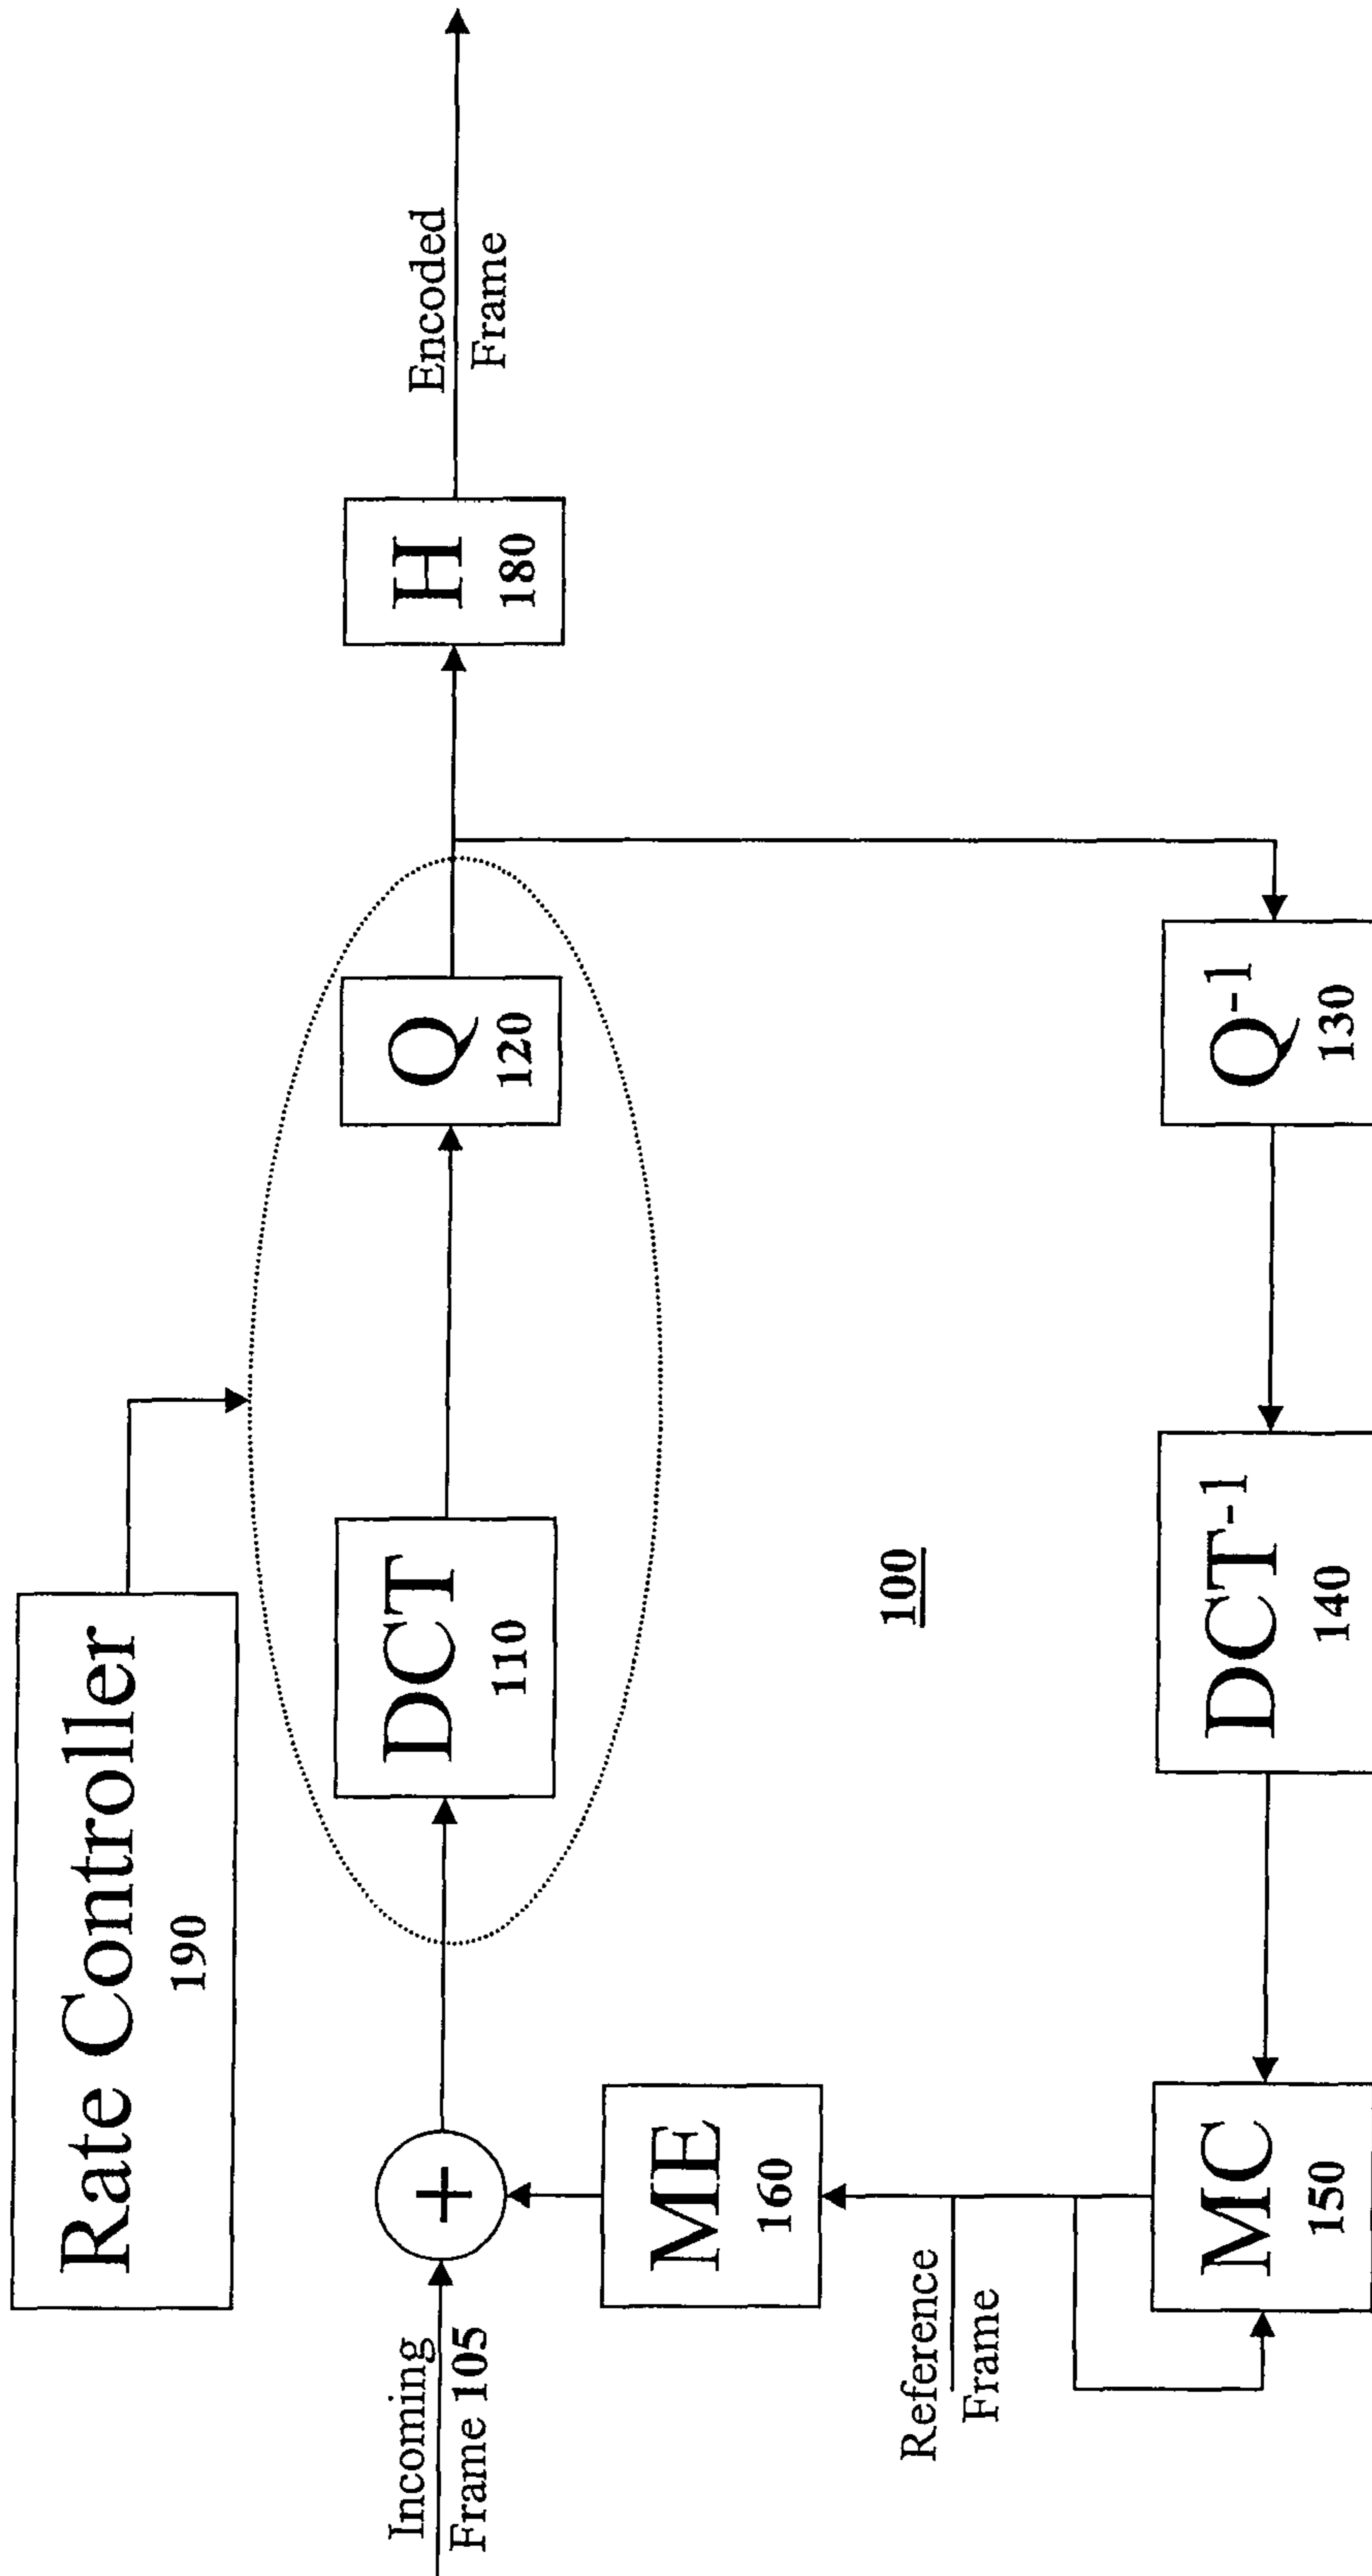 Rate Controller
190
Incoming
Frame 105
+
DCT
110
Q
120
H
180
Encoded
Frame
ME
160
100
Reference
Frame
MC
150
DCT-1
140
Q-1
130